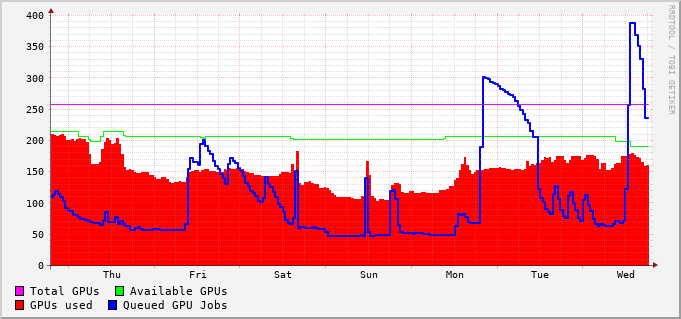 400
350
300
250
200
150
100
50
0
Thu Fri Sat Sun Mon Tue Wed
Total GPUs Available GPUs
GPUs used Queued GPU Jobs
RRDTOOL / TOBI OETIKER